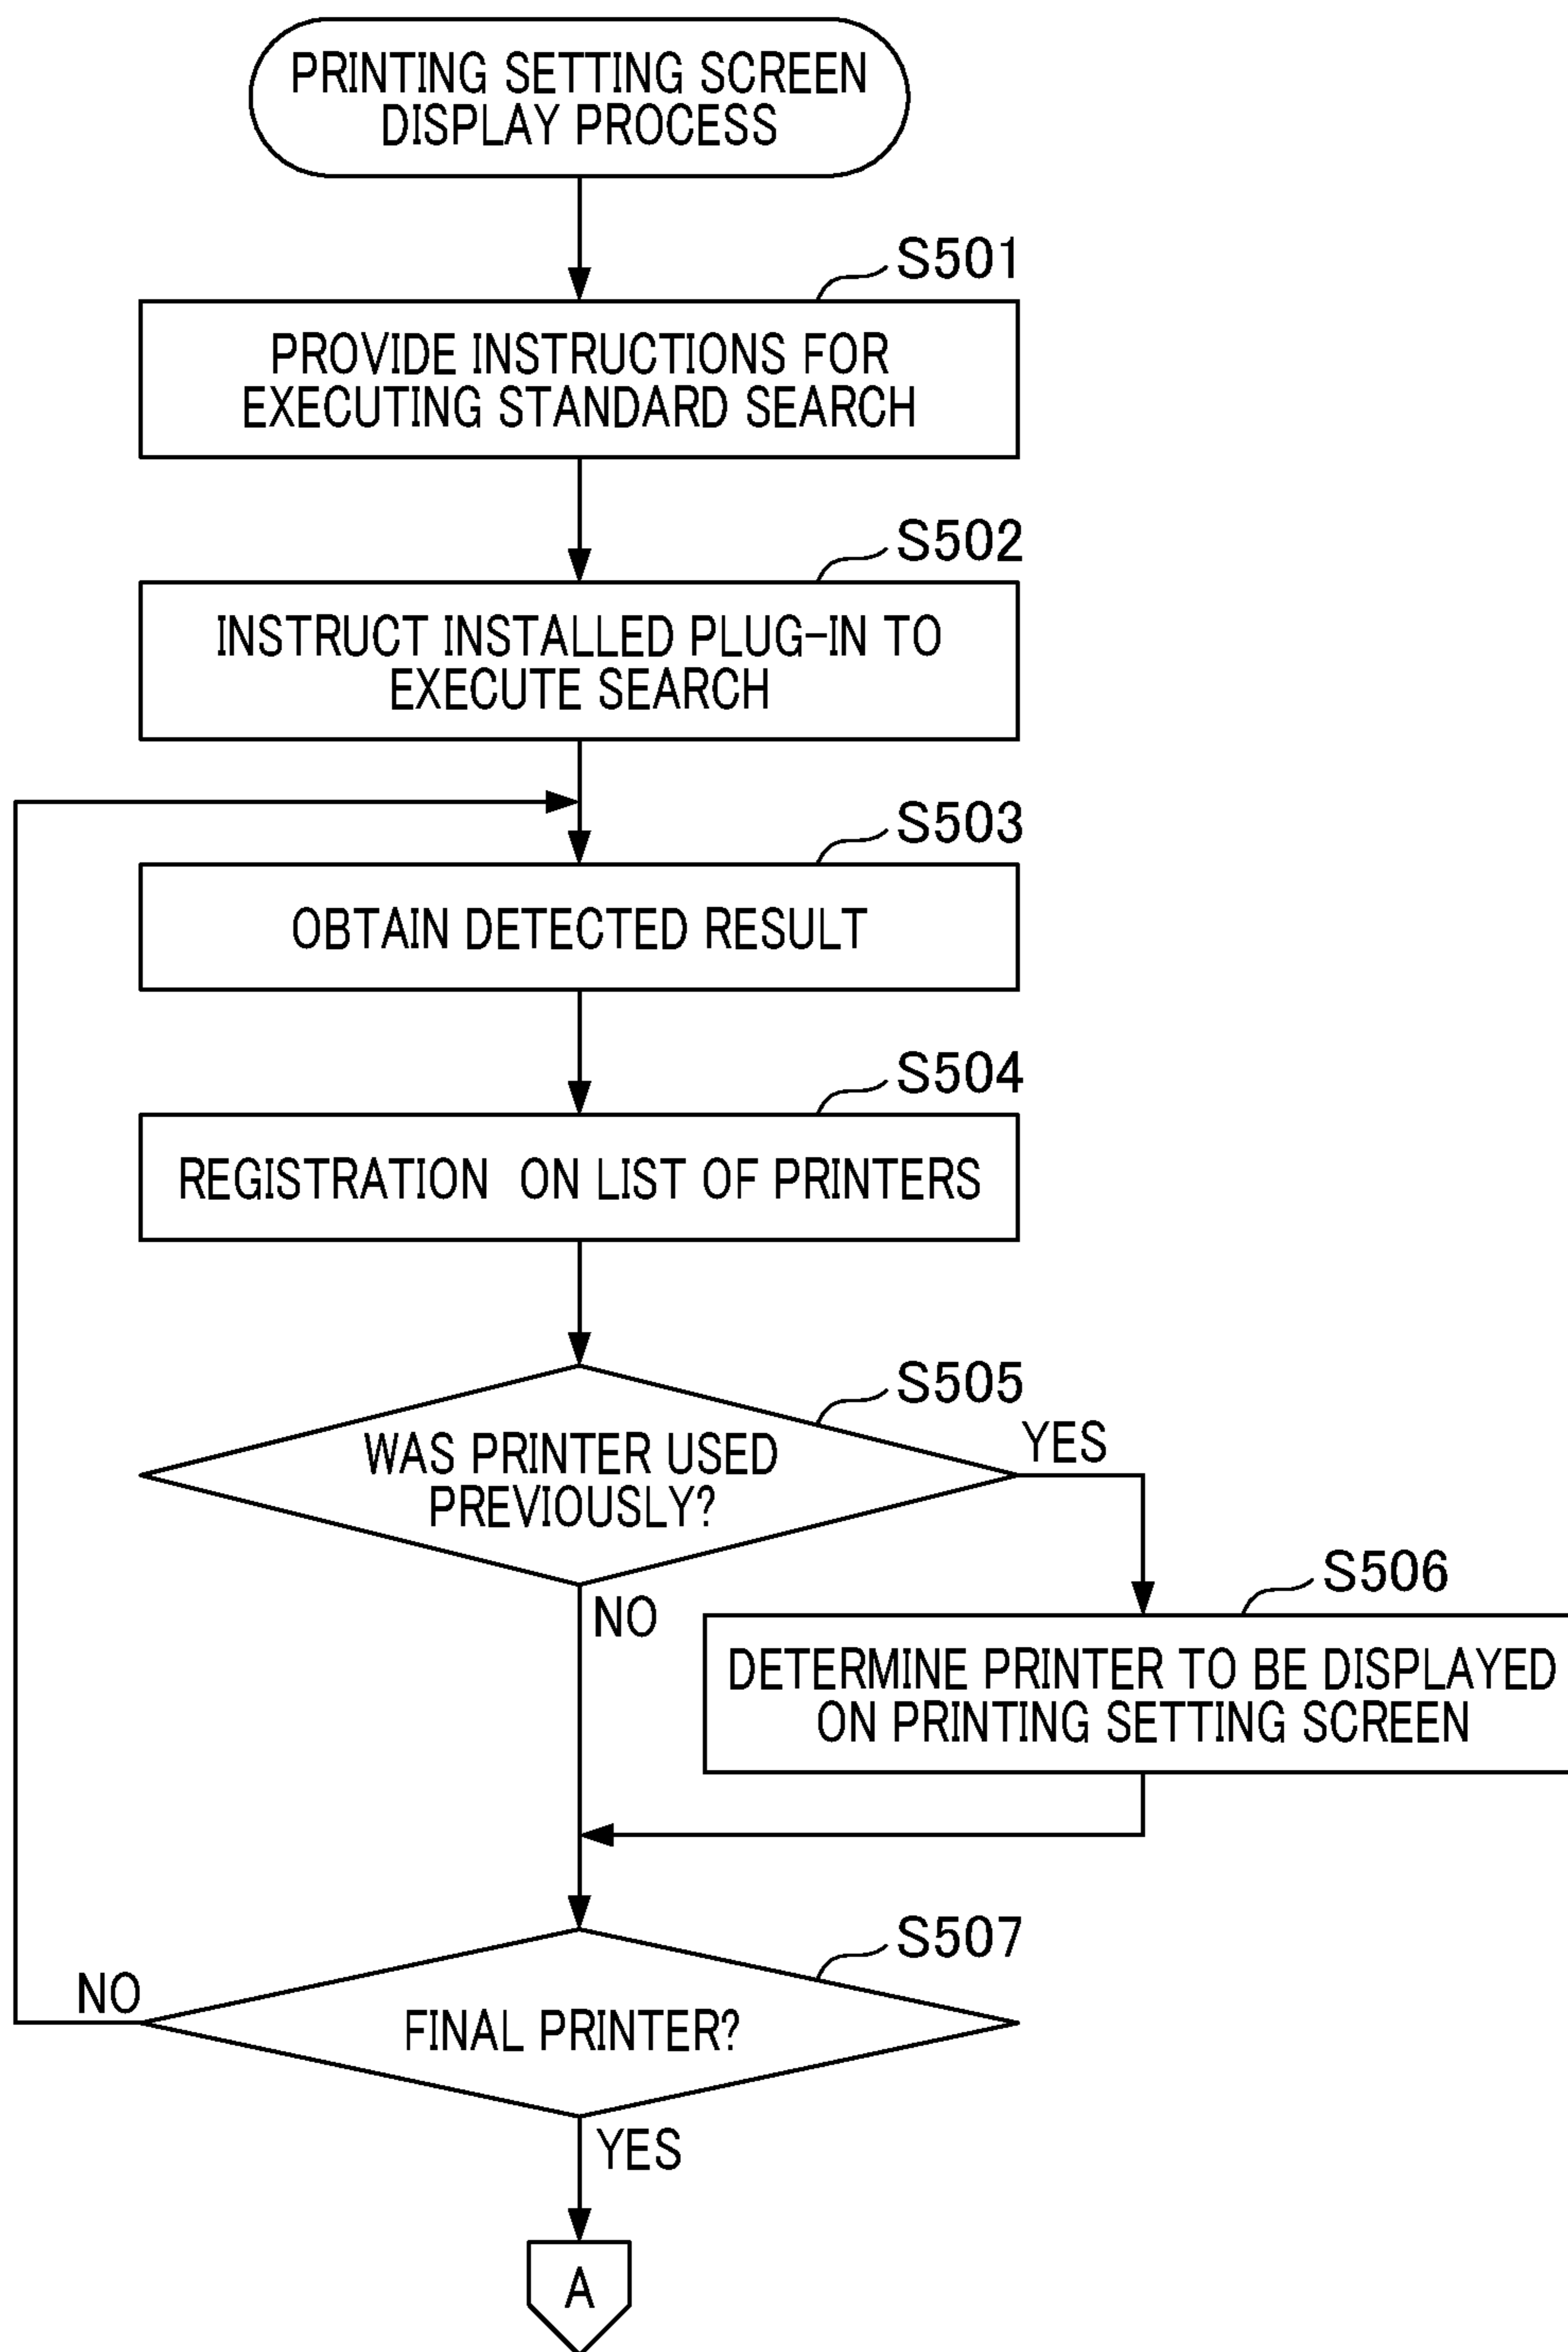 PRINTING SETTING SCREEN
DISPLAY PROCESS
S501
PROVIDE INSTRUCTIONS FOR
EXECUTING STANDARD SEARCH
S502
INSTRUCT INSTALLED PLUG-IN TO
EXECUTE SEARCH
S503
OBTAIN DETECTED RESULT
S504
REGISTRATION ON LIST OF PRINTERS
S505
WAS PRINTER USED
PREVIOUSLY?
YES
NO
S506
DETERMINE PRINTER TO BE DISPLAYED
ON PRINTING SETTING SCREEN
S507
FINAL PRINTER?
NO
YES
A